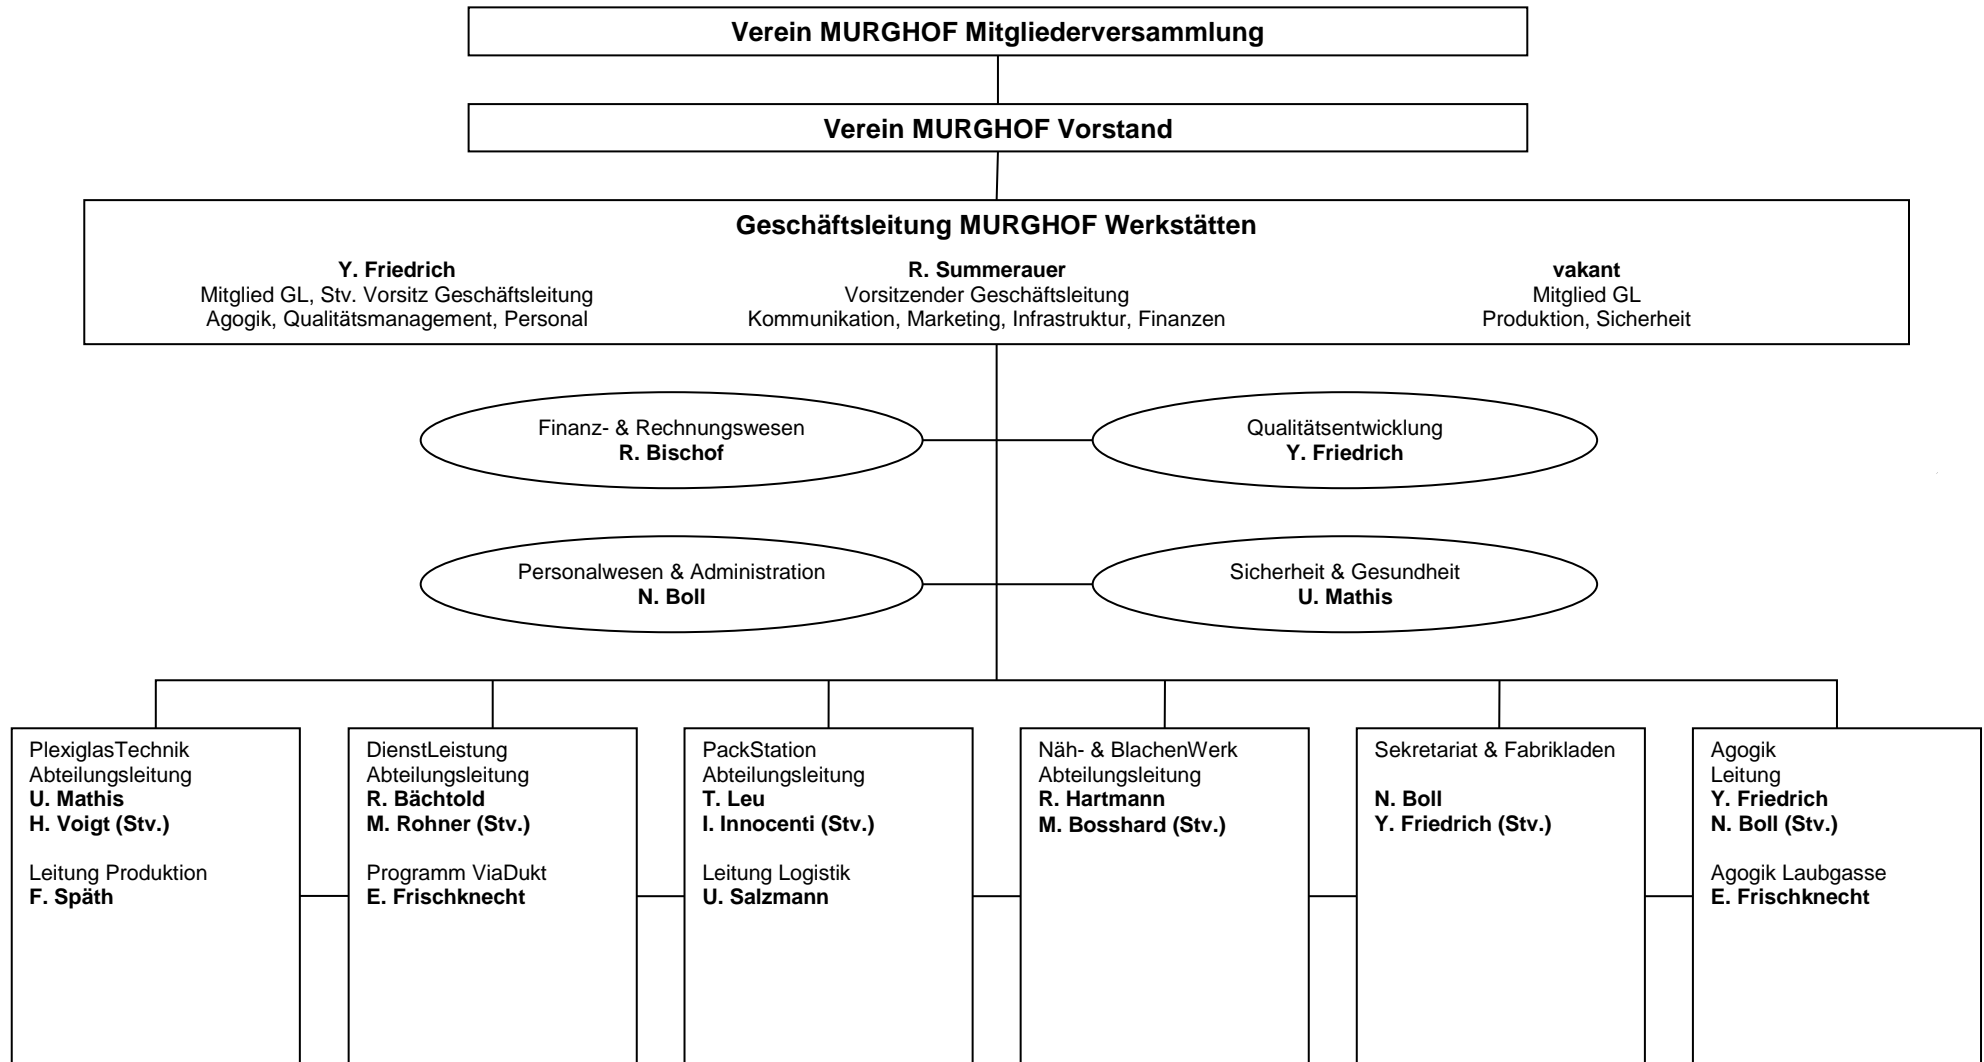 Verein MURGHOF Mitgliederversammlung
Verein MURGHOF Vorstand
Geschäftsleitung MURGHOF Werkstätten
Y. Friedrich
Mitglied GL, Stv. Vorsitz Geschäftsleitung
Agogik, Qualitätsmanagement, Personal
R. Summerauer
Vorsitzender Geschäftsleitung
Kommunikation, Marketing, Infrastruktur, Finanzen
vakant
Mitglied GL
Produktion, Sicherheit
Finanz- & Rechnungswesen
R. Bischof
Qualitätsentwicklung
Y. Friedrich
Personalwesen & Administration
N. Boll
Sicherheit & Gesundheit
U. Mathis
PlexiglasTechnik
Abteilungsleitung
U. Mathis
H. Voigt (Stv.)
Leitung Produktion
F. Späth
DienstLeistung
Abteilungsleitung
R. Bächtold
M. Rohner (Stv.)
Programm ViaDukt
E. Frischknecht
PackStation
Abteilungsleitung
T. Leu
I. Innocenti (Stv.)
Leitung Logistik
U. Salzmann
Näh- & BlachenWerk
Abteilungsleitung
R. Hartmann
M. Bosshard (Stv.)
Sekretariat & Fabrikladen
N. Boll
Y. Friedrich (Stv.)
Agogik
Leitung
Y. Friedrich
N. Boll (Stv.)
Agogik Laubgasse
E. Frischknecht